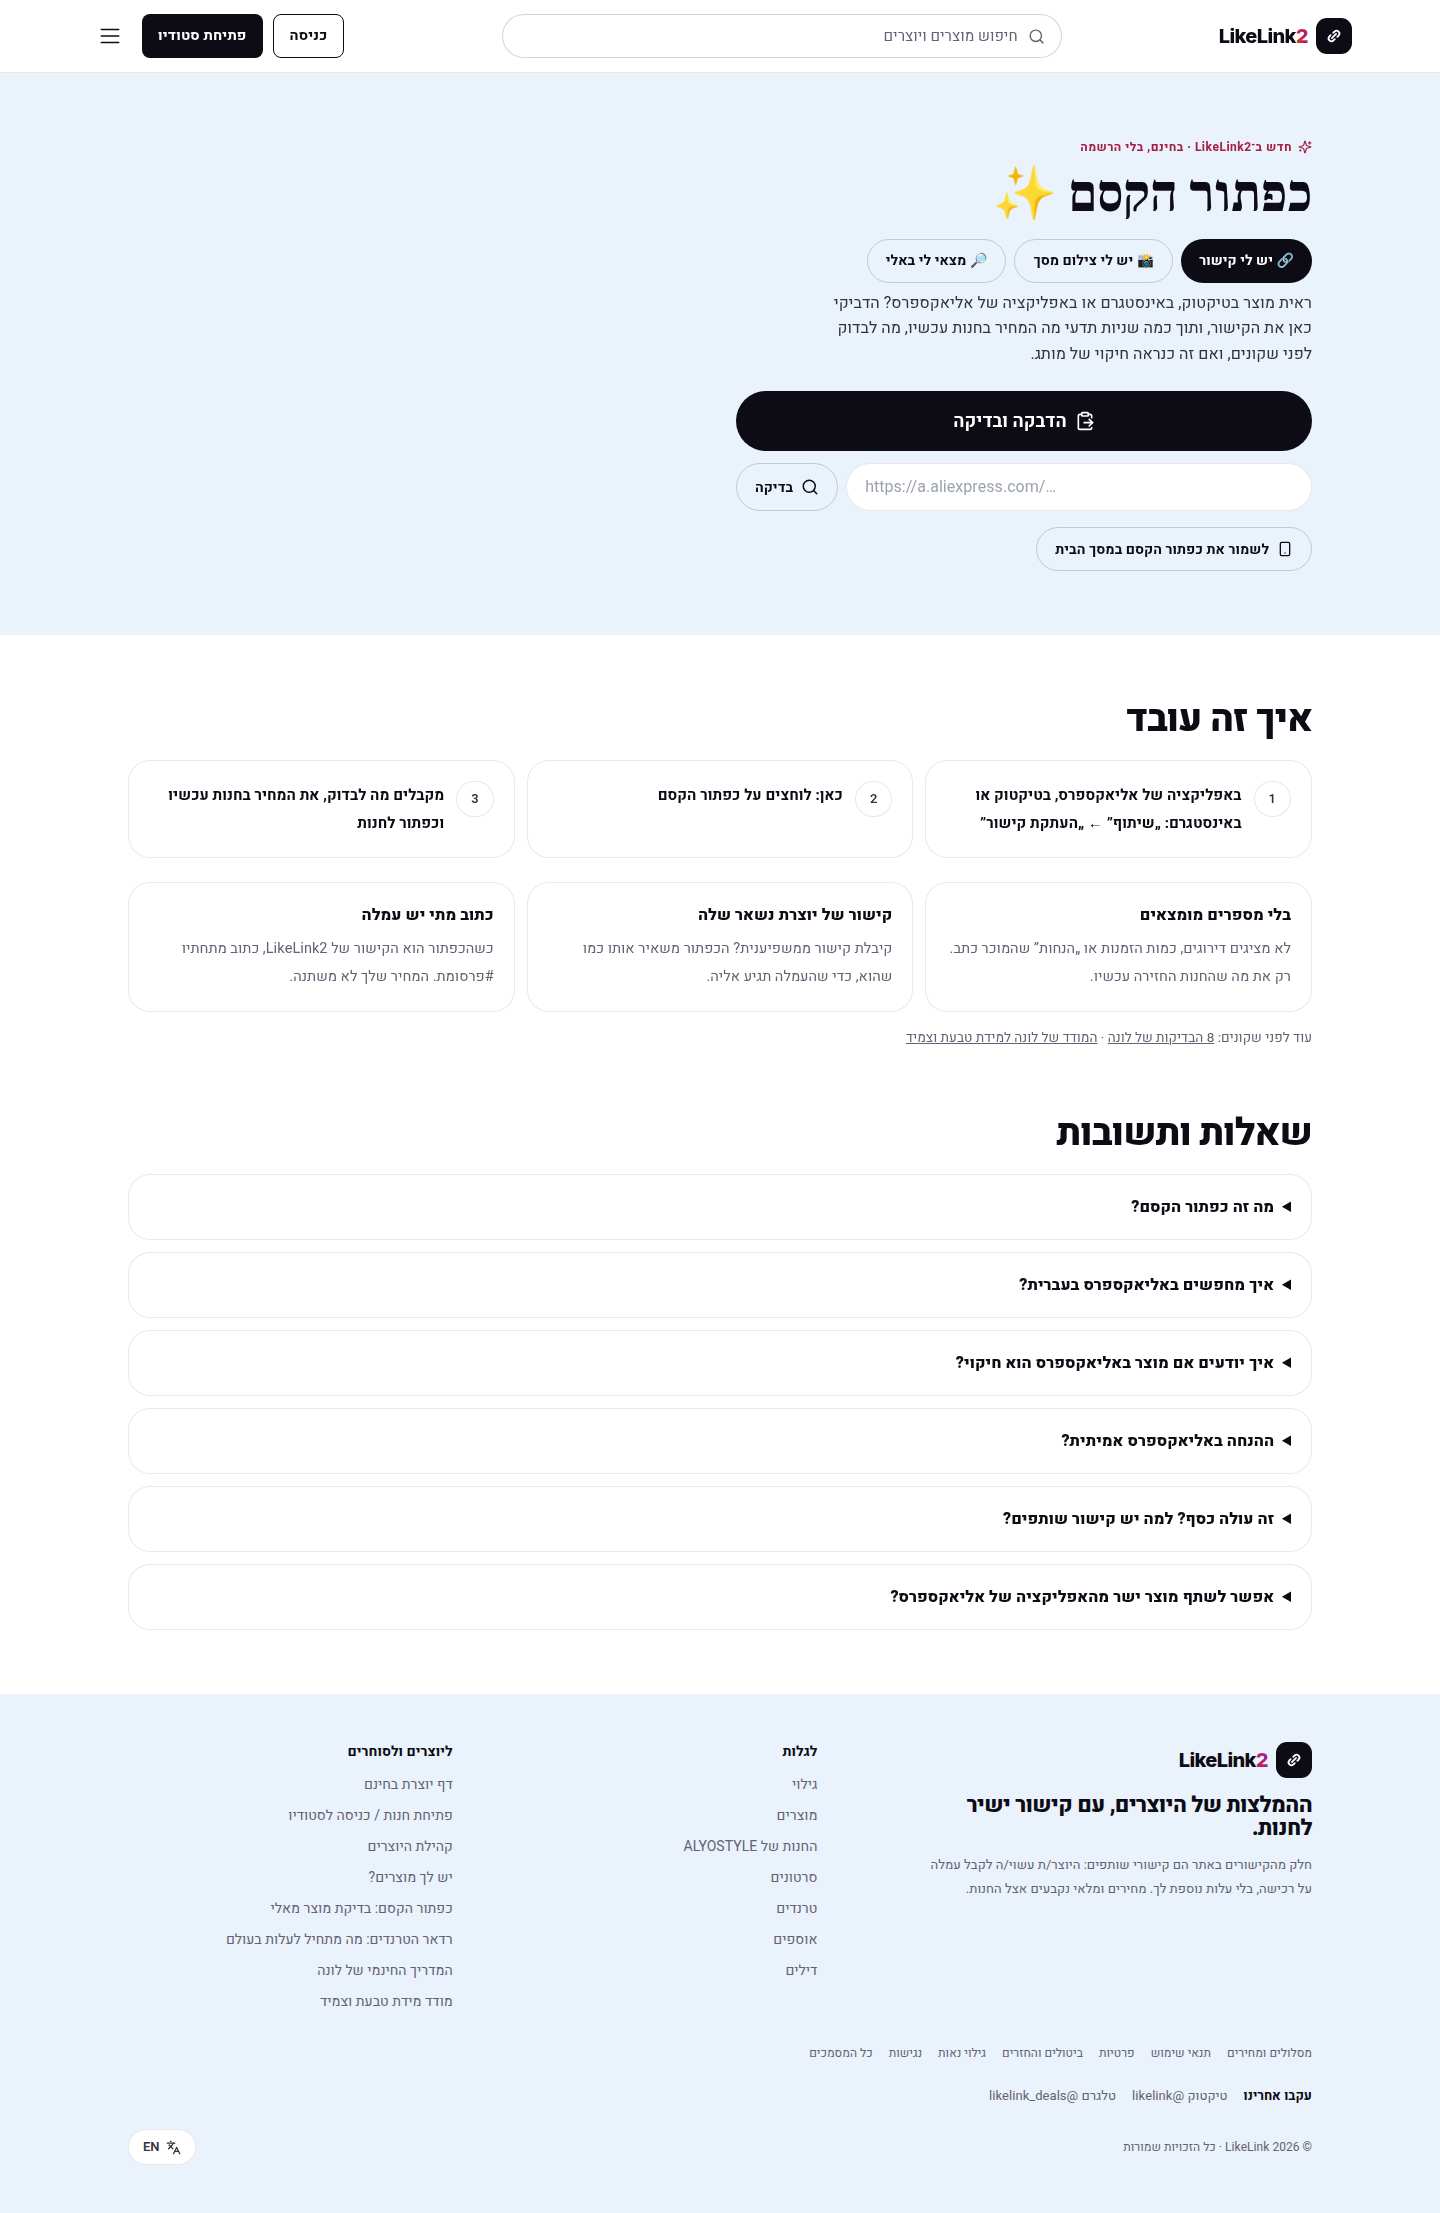 LikeLink2
חיפוש מוצרים ויוצרים
כניסה
פתיחת סטודיו
חדש ב־LikeLink2 · בחינם, בלי הרשמה
כפתור הקסם ✨
🔗 יש לי קישור
📸 יש לי צילום מסך
🔎 מצאי לי באלי
ראית מוצר בטיקטוק, באינסטגרם או באפליקציה של אליאקספרס? הדביקי
כאן את הקישור, ותוך כמה שניות תדעי מה המחיר בחנות עכשיו, מה לבדוק
לפני שקונים, ואם זה כנראה חיקוי של מותג.
הדבקה ובדיקה
https://a.aliexpress.com/…
בדיקה
לשמור את כפתור הקסם במסך הבית
איך זה עובד
1
באפליקציה של אליאקספרס, בטיקטוק או
באינסטגרם: „שיתוף” ← „העתקת קישור”
2
כאן: לוחצים על כפתור הקסם
3
מקבלים מה לבדוק, את המחיר בחנות עכשיו
וכפתור לחנות
בלי מספרים מומצאים
לא מציגים דירוגים, כמות הזמנות או „הנחות” שהמוכר כתב.
רק את מה שהחנות החזירה עכשיו.
קישור של יוצרת נשאר שלה
קיבלת קישור ממשפיענית? הכפתור משאיר אותו כמו
שהוא, כדי שהעמלה תגיע אליה.
כתוב מתי יש עמלה
כשהכפתור הוא הקישור של LikeLink2, כתוב מתחתיו
#פרסומת. המחיר שלך לא משתנה.
עוד לפני שקונים: 8 הבדיקות של לונה · המודד של לונה למידת טבעת וצמיד
שאלות ותשובות
מה זה כפתור הקסם?
איך מחפשים באליאקספרס בעברית?
איך יודעים אם מוצר באליאקספרס הוא חיקוי?
ההנחה באליאקספרס אמיתית?
זה עולה כסף? למה יש קישור שותפים?
אפשר לשתף מוצר ישר מהאפליקציה של אליאקספרס?
LikeLink2
ההמלצות של היוצרים, עם קישור ישיר
לחנות.
חלק מהקישורים באתר הם קישורי שותפים: היוצר/ת עשוי/ה לקבל עמלה
על רכישה, בלי עלות נוספת לך. מחירים ומלאי נקבעים אצל החנות.
לגלות
גילוי
מוצרים
החנות של ALYOSTYLE
סרטונים
טרנדים
אוספים
דילים
ליוצרים ולסוחרים
דף יוצרת בחינם
פתיחת חנות / כניסה לסטודיו
קהילת היוצרים
יש לך מוצרים?
כפתור הקסם: בדיקת מוצר מאלי
רדאר הטרנדים: מה מתחיל לעלות בעולם
המדריך החינמי של לונה
מודד מידת טבעת וצמיד
מסלולים ומחירים
תנאי שימוש
פרטיות
ביטולים והחזרים
גילוי נאות
נגישות
כל המסמכים
עקבו אחרינו
טיקטוק @likelink
טלגרם @likelink_deals
© 2026 LikeLink · כל הזכויות שמורות
EN